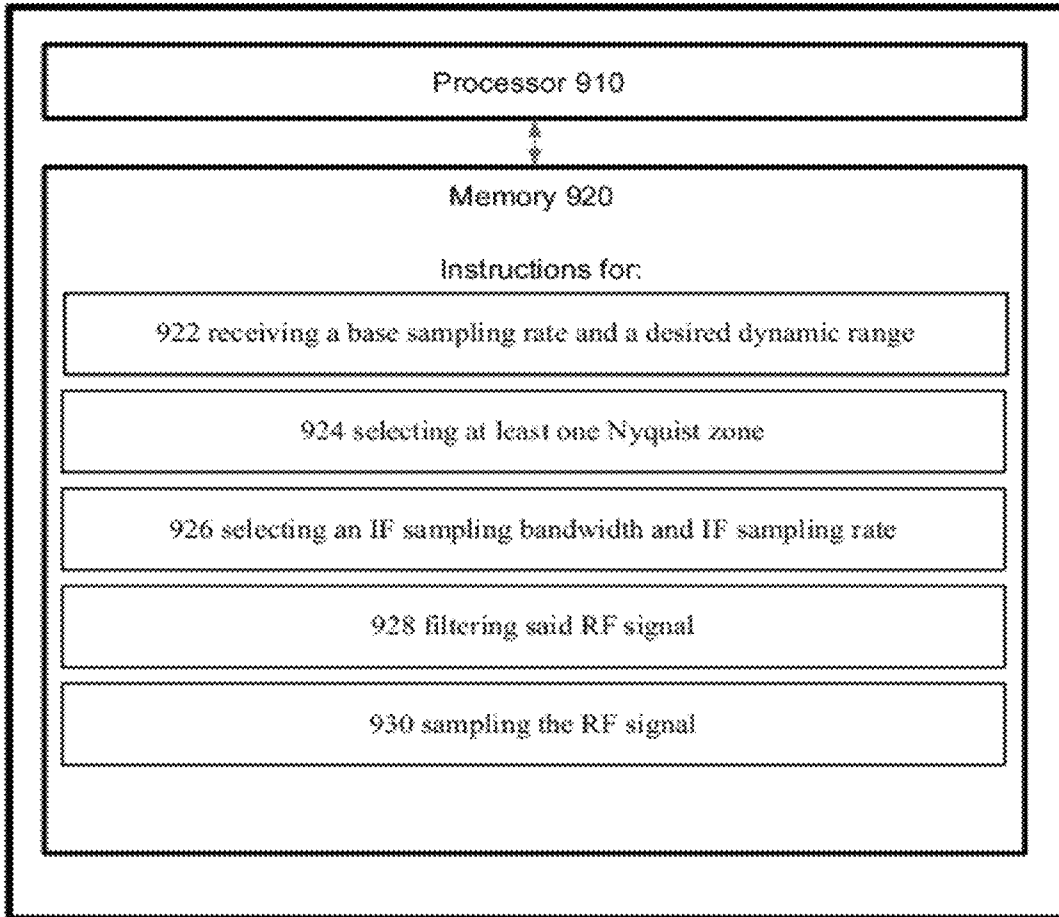 Processor 910
Memory 920
Instructions for:
922 receiving a base sampling rate and a desired dynamic range
924 selecting at least one Nyquist zone
926 selecting an IF sampling bandwidth and IF sampling rate
928 filtering said RF signal
930 sampling the RF signal